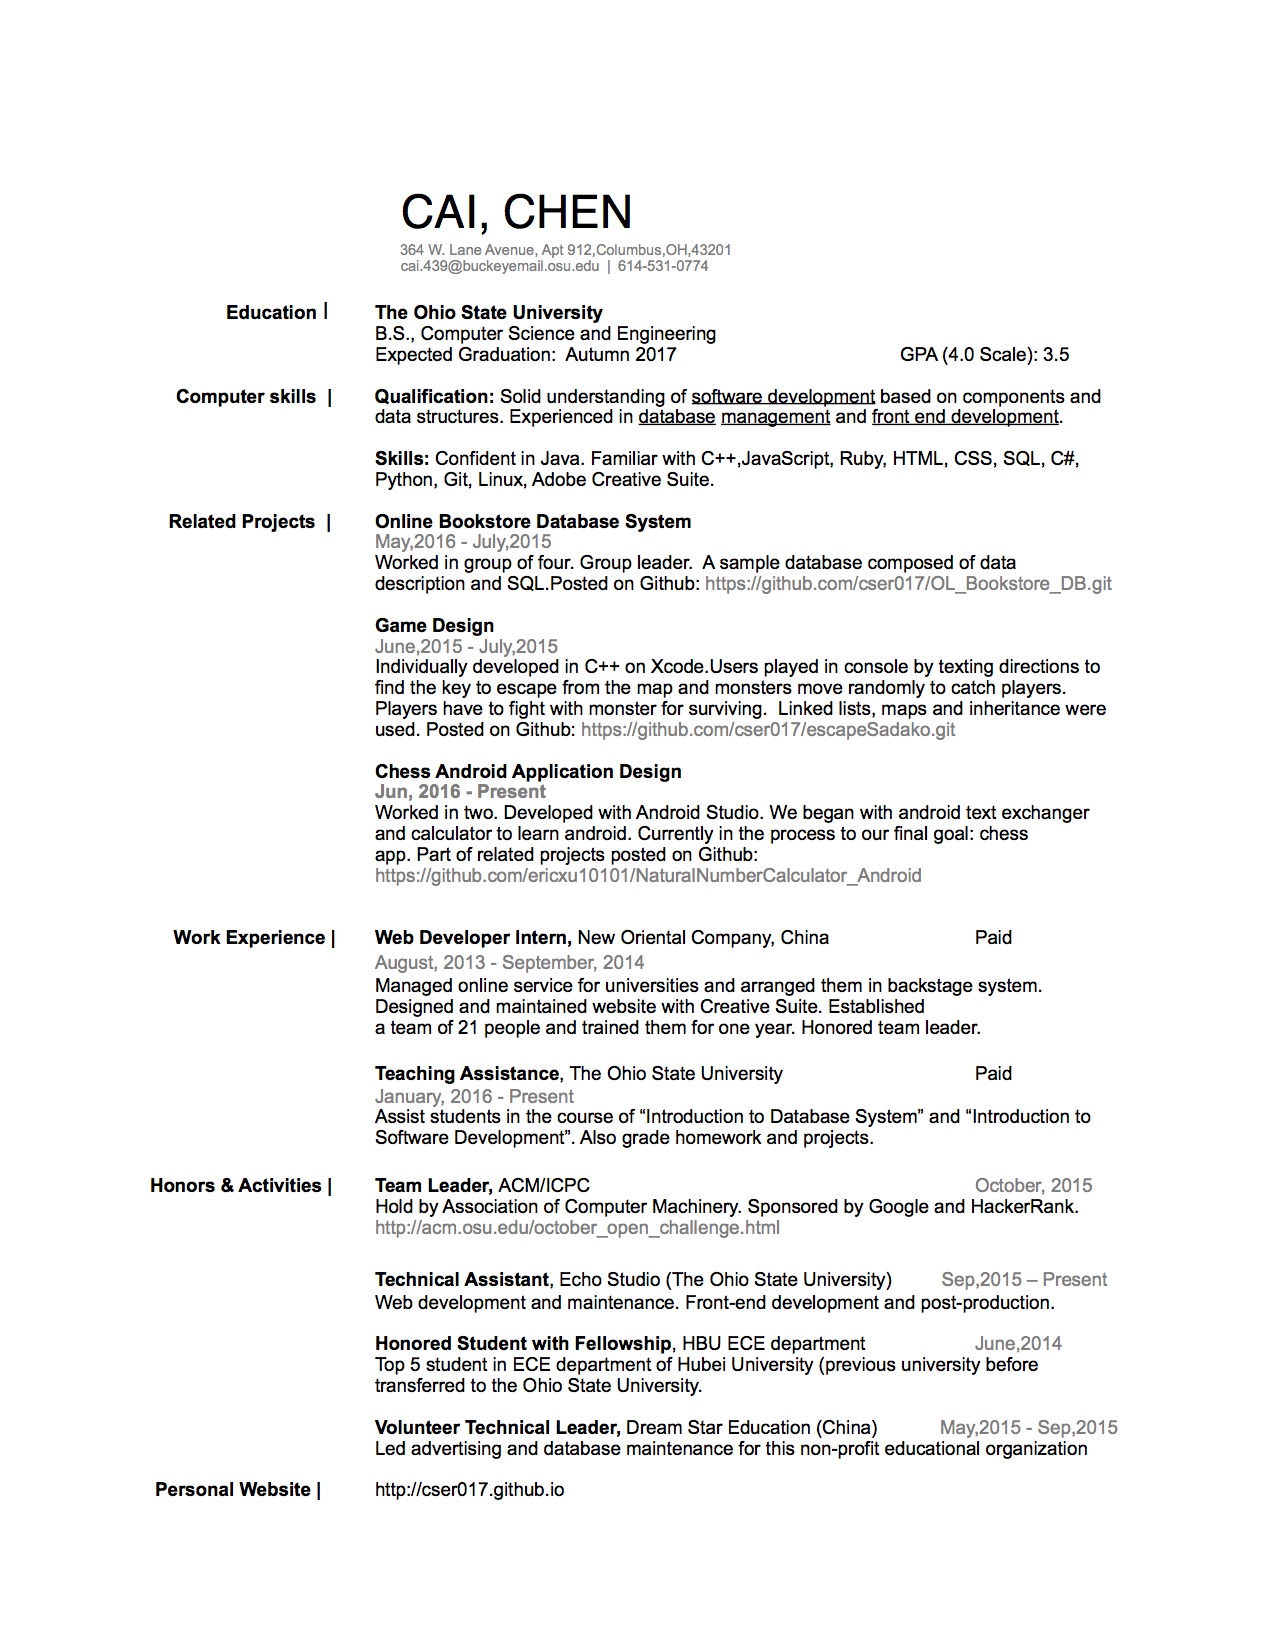 CAI, CHEN
364 W. Lane Avenue, Apt 912,Columbus,OH,43201
cai.439@buckeyemail.osu.edu | 614-531-0774
Education |
The Ohio State University
B.S., Computer Science and Engineering
Expected Graduation: Autumn 2017 GPA (4.0 Scale): 3.5
Computer skills |
Qualification: Solid understanding of software development based on components and
data structures. Experienced in database management and front end development.
Skills: Confident in Java. Familiar with C++,JavaScript, Ruby, HTML, CSS, SQL, C#,
Python, Git, Linux, Adobe Creative Suite.
Related Projects |
Online Bookstore Database System
May,2016 - July,2015
Worked in group of four. Group leader. A sample database composed of data
description and SQL.Posted on Github: https://github.com/cser017/OL_Bookstore_DB.git
Game Design
June,2015 - July,2015
Individually developed in C++ on Xcode.Users played in console by texting directions to
find the key to escape from the map and monsters move randomly to catch players.
Players have to fight with monster for surviving. Linked lists, maps and inheritance were
used. Posted on Github: https://github.com/cser017/escapeSadako.git
Chess Android Application Design
Jun, 2016 - Present
Worked in two. Developed with Android Studio. We began with android text exchanger
and calculator to learn android. Currently in the process to our final goal: chess
app. Part of related projects posted on Github:
https://github.com/ericxu10101/NaturalNumberCalculator_Android
Work Experience |
Web Developer Intern, New Oriental Company, China Paid
August, 2013 - September, 2014
Managed online service for universities and arranged them in backstage system.
Designed and maintained website with Creative Suite. Established
a team of 21 people and trained them for one year. Honored team leader.
Teaching Assistance, The Ohio State University Paid
January, 2016 - Present
Assist students in the course of “Introduction to Database System” and “Introduction to
Software Development”. Also grade homework and projects.
Honors & Activities |
Team Leader, ACM/ICPC October, 2015
Hold by Association of Computer Machinery. Sponsored by Google and HackerRank.
http://acm.osu.edu/october_open_challenge.html
Technical Assistant, Echo Studio (The Ohio State University) Sep,2015 – Present
Web development and maintenance. Front-end development and post-production.
Honored Student with Fellowship, HBU ECE department June,2014
Top 5 student in ECE department of Hubei University (previous university before
transferred to the Ohio State University.
Volunteer Technical Leader, Dream Star Education (China) May,2015 - Sep,2015
Led advertising and database maintenance for this non-profit educational organization
Personal Website |
http://cser017.github.io